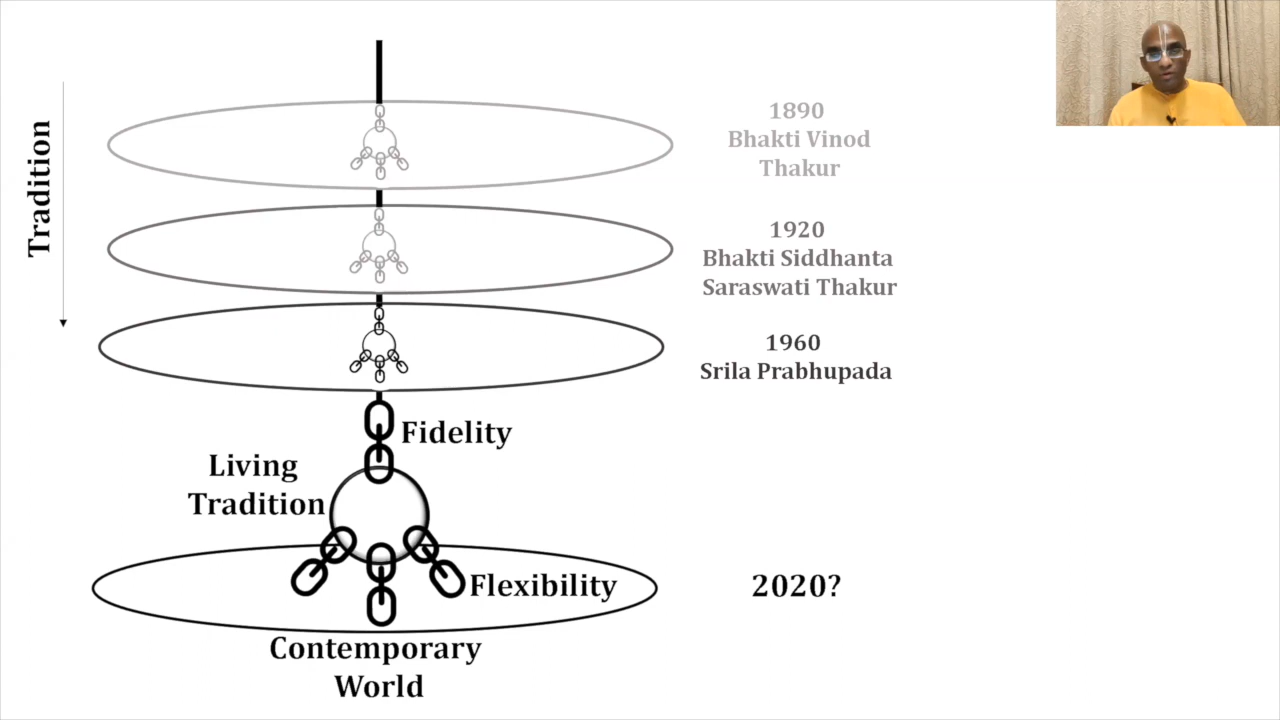 Tradition
1890
Bhakti Vinod
Thakur
1920
Bhakti Siddhanta
Saraswati Thakur
1960
Srila Prabhupada
Fidelity
Living
Tradition
Flexibility
2020?
Contemporary
World